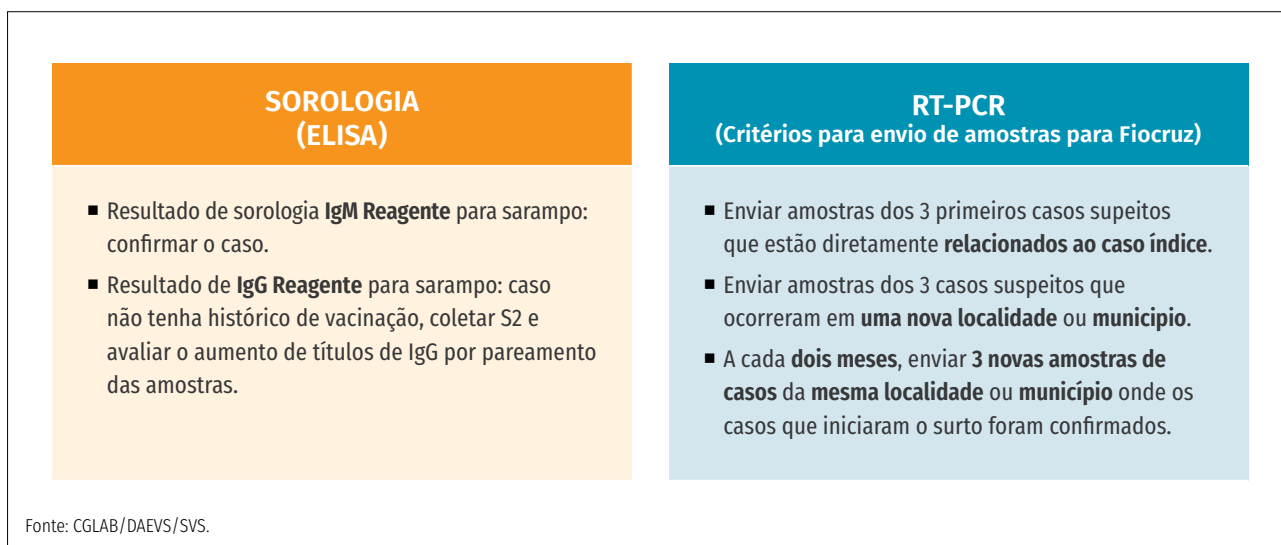 SOROLOGIA
(ELISA)
▪ Resultado de sorologia IgM Reagente para sarampo:
confirmar o caso.
▪ Resultado de IgG Reagente para sarampo: caso
não tenha histórico de vacinação, coletar S2 e
avaliar o aumento de títulos de IgG por pareamento
das amostras.
RT-PCR
(Critérios para envio de amostras para Fiocruz)
▪ Enviar amostras dos 3 primeiros casos supeitos
que estão diretamente relacionados ao caso índice.
▪ Enviar amostras dos 3 casos suspeitos que
ocorreram em uma nova localidade ou municipio.
▪ A cada dois meses, enviar 3 novas amostras de
casos da mesma localidade ou município onde os
casos que iniciaram o surto foram confirmados.
Fonte: CGLAB/DAEVS/SVS.